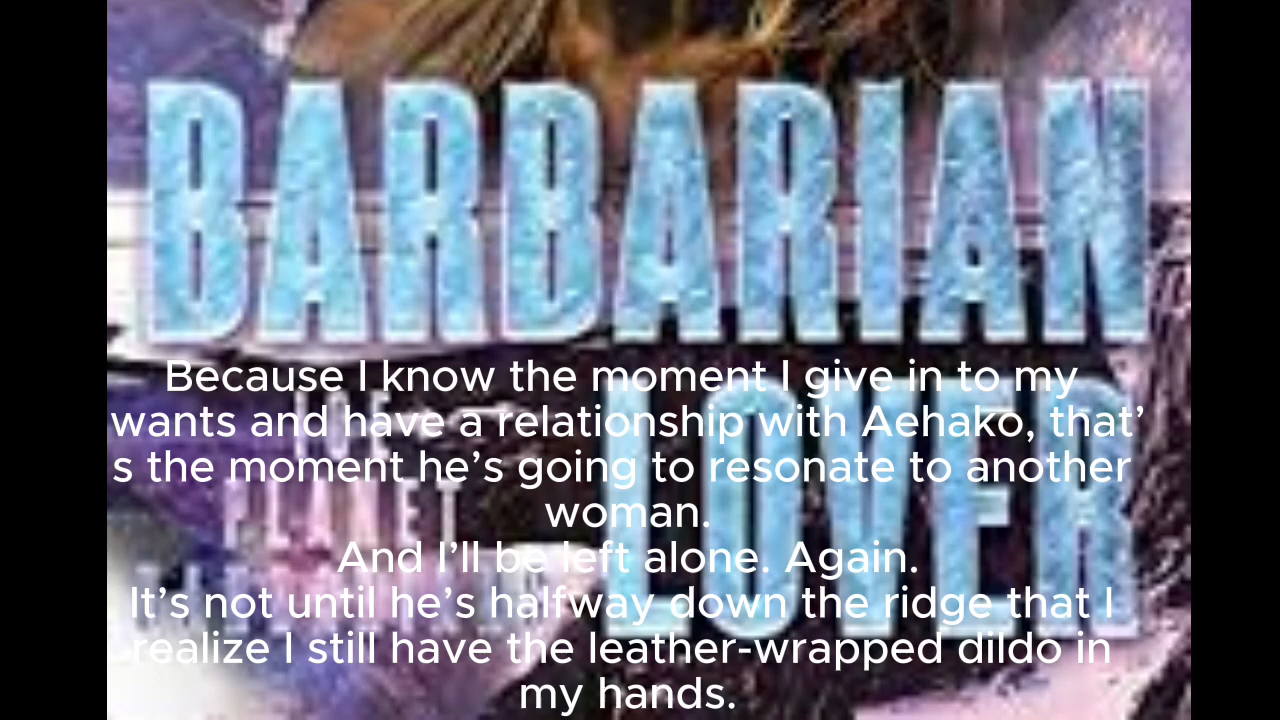 BARBARIAN
Because I know the moment I give in to my
wants and have a relationship with Aehako, that’
s the moment he’s going to resonate to another
woman.
And I’ll be left alone. Again.
It’s not until he’s halfway down the ridge that I
realize I still have the leather-wrapped dildo in
my hands.
LOVER
PLANET